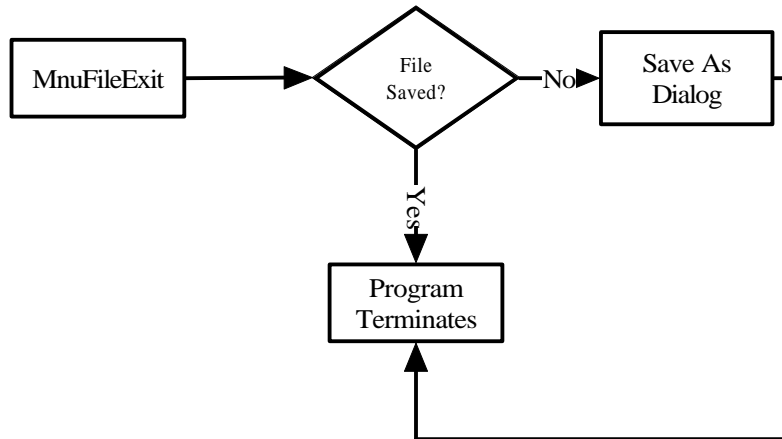 MnuFileExit
File
Saved?
No
Save As
Dialog
Yes
Program
Terminates